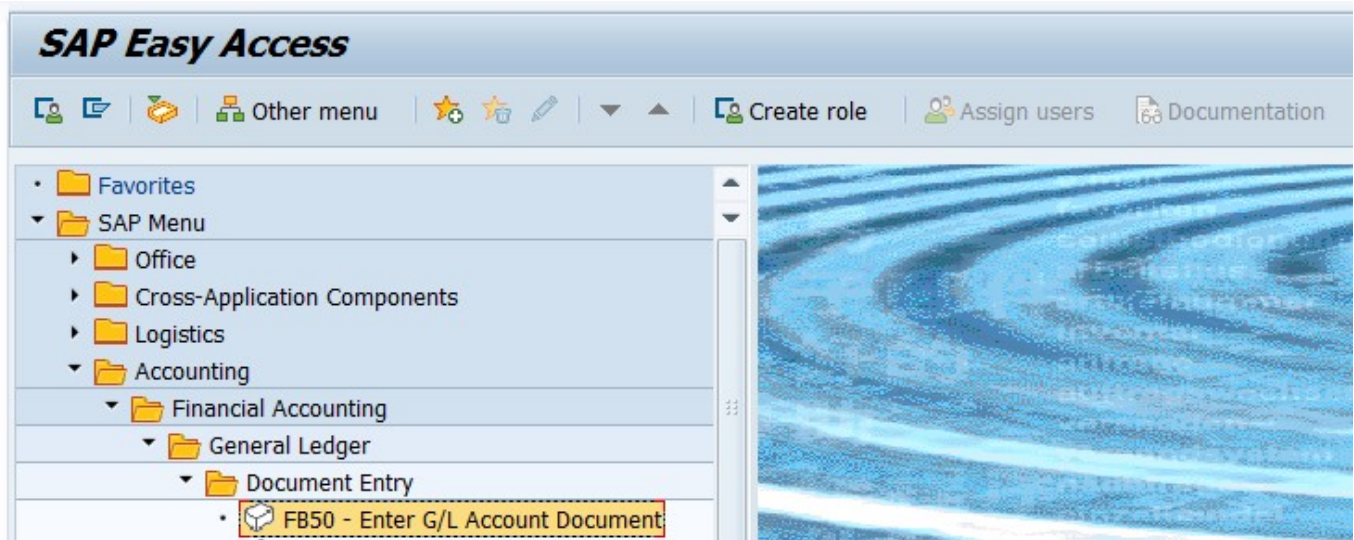 SAP Easy Access
Other menu Create role Assign users Documentation
Favorites
SAP Menu
Office
Cross-Application Components
Logistics
Accounting
Financial Accounting
General Ledger
Document Entry
FB50 - Enter G/L Account Document